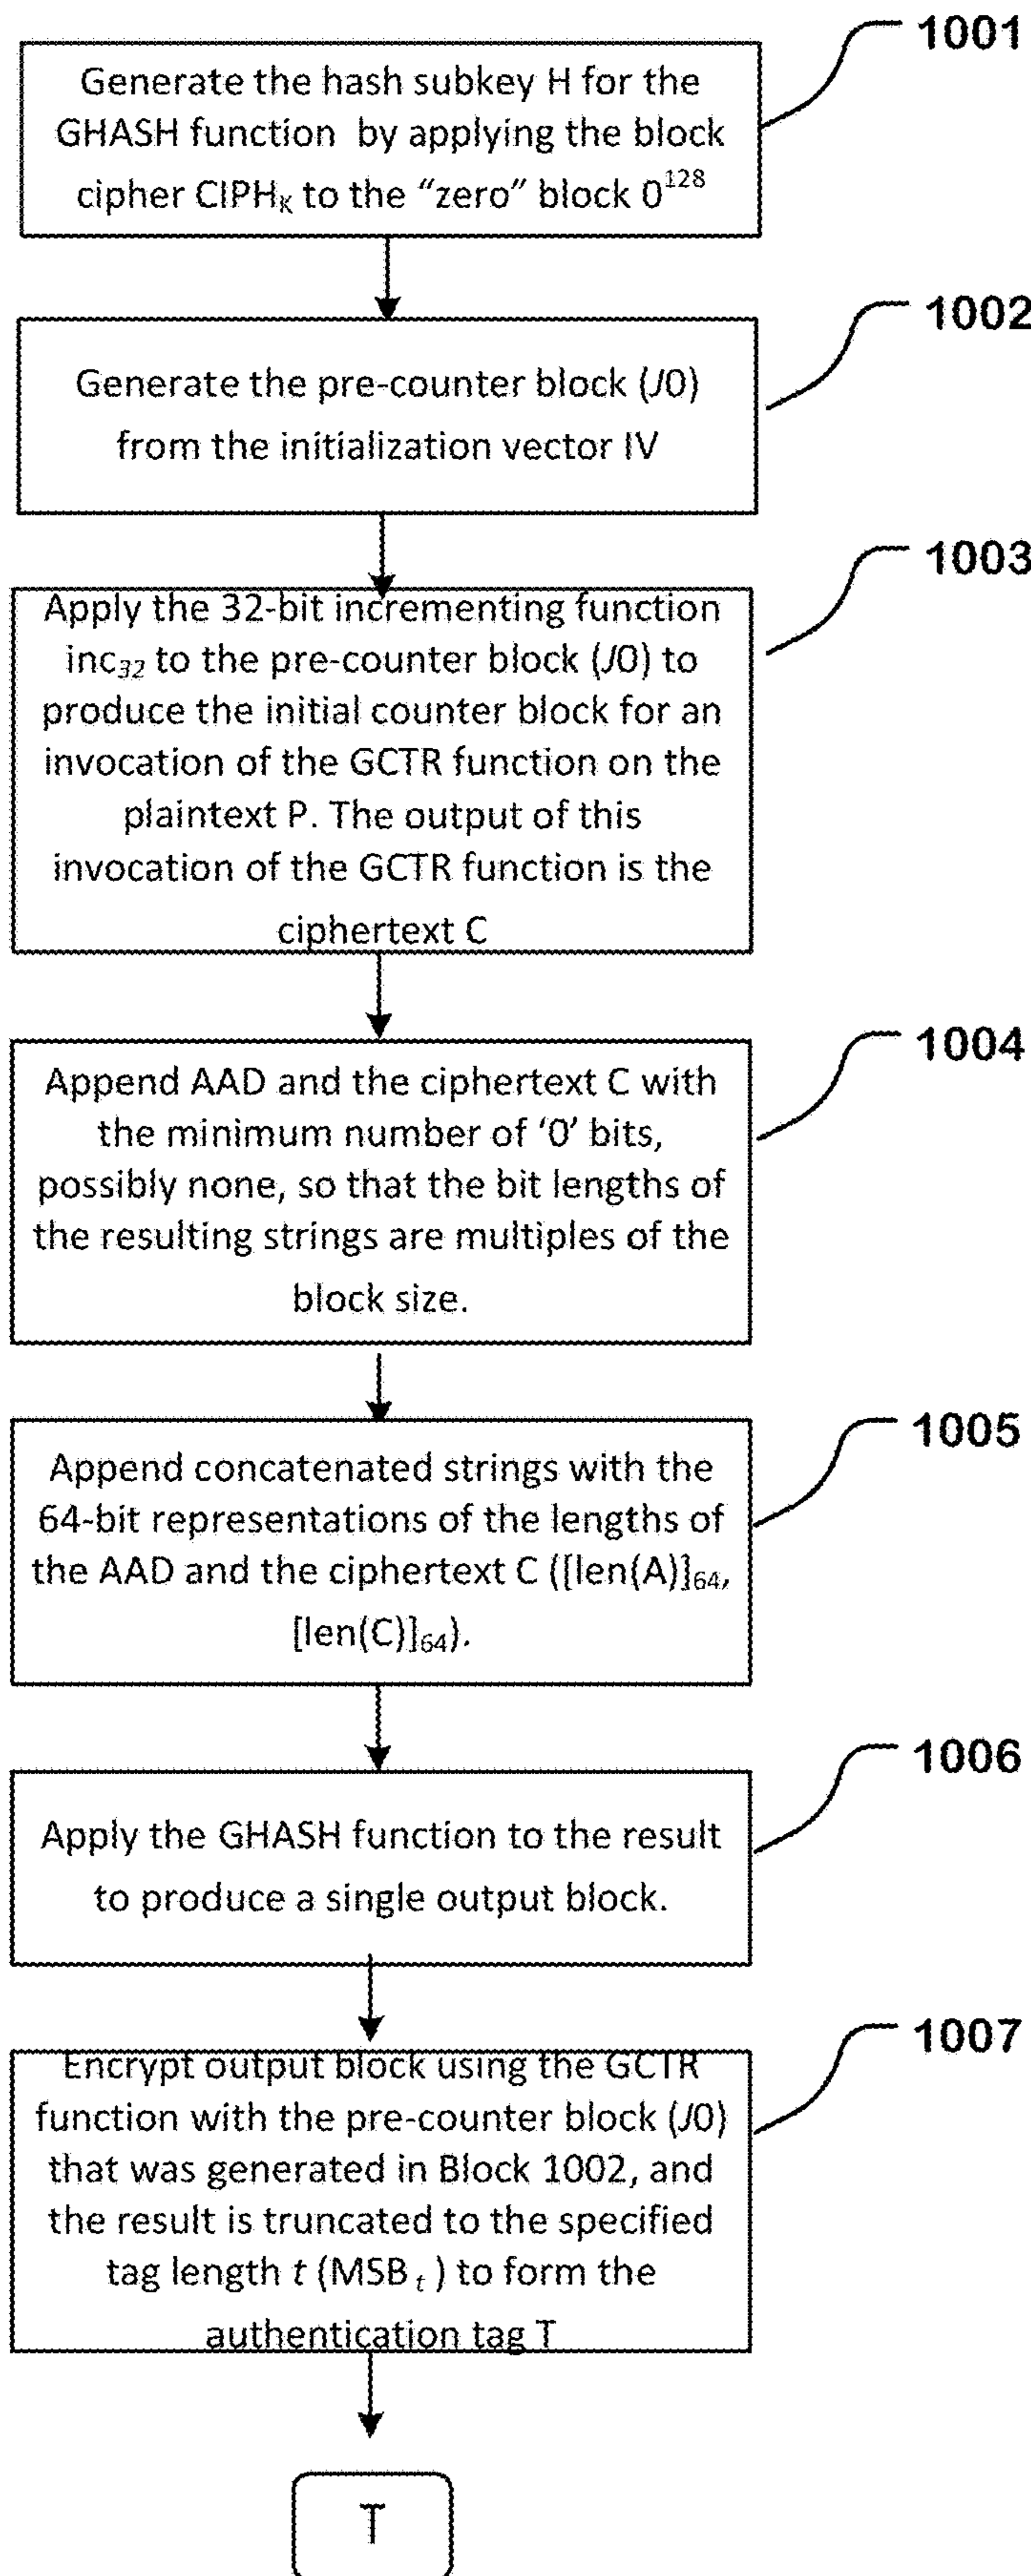 1001
Generate the hash subkey H for the
GHASH function by applying the block
cipher CIPHK to the “zero” block 0128
1002
Generate the pre-counter block (J0)
from the initialization vector IV
1003
Apply the 32-bit incrementing function
inc32 to the pre-counter block (J0) to
produce the initial counter block for an
invocation of the GCTR function on the
plaintext P. The output of this
invocation of the GCTR function is the
ciphertext C
1004
Append AAD and the ciphertext C with
the minimum number of ‘0’ bits,
possibly none, so that the bit lengths of
the resulting strings are multiples of the
block size.
1005
Append concatenated strings with the
64-bit representations of the lengths of
the AAD and the ciphertext C ([len(A)]64,
[len(C)]64).
1006
Apply the GHASH function to the result
to produce a single output block.
1007
Encrypt output block using the GCTR
function with the pre-counter block (J0)
that was generated in Block 1002, and
the result is truncated to the specified
tag length t (MSB t ) to form the
authentication tag T
T